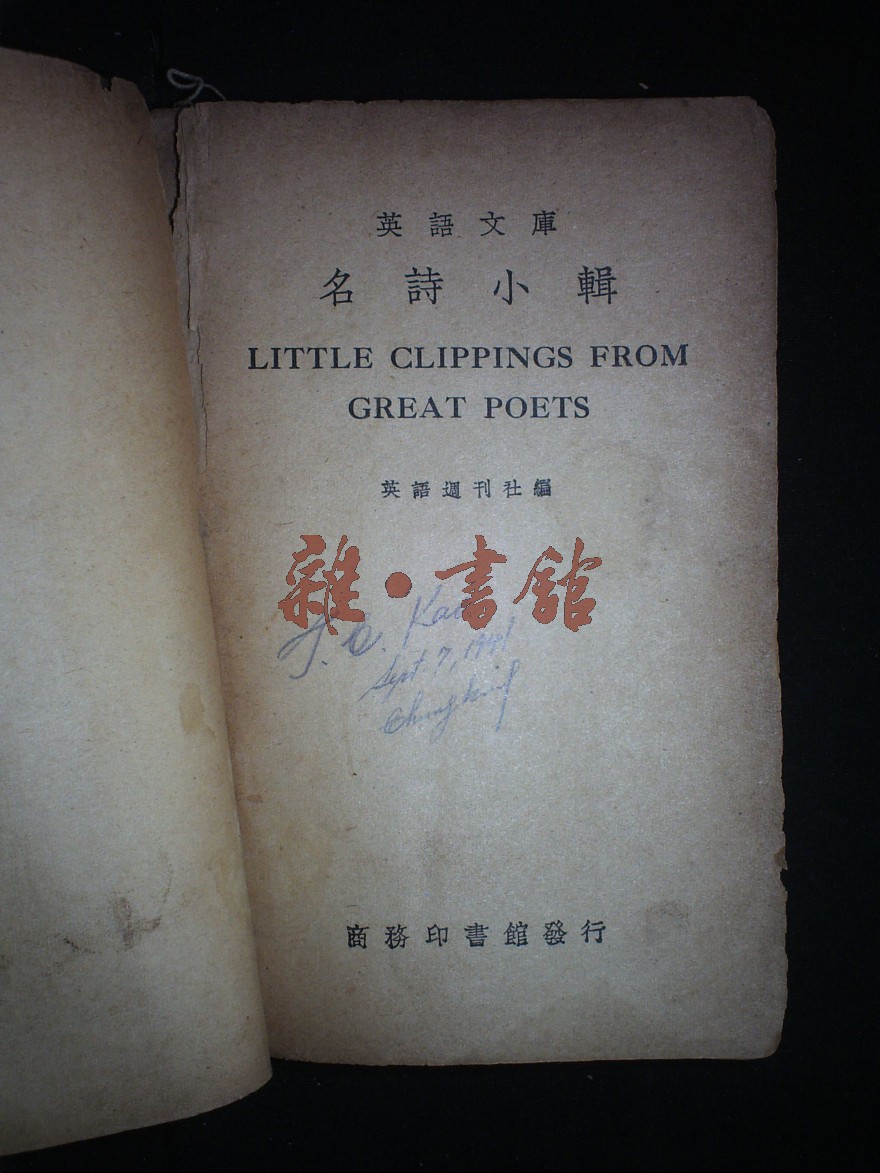 英語文庫
名詩小輯
LITTLE CLIPPINGS FROM
GREAT POETS
英語週刊社編
雜·書館
Sept 7, 1941
Chungking
商務印書館發行